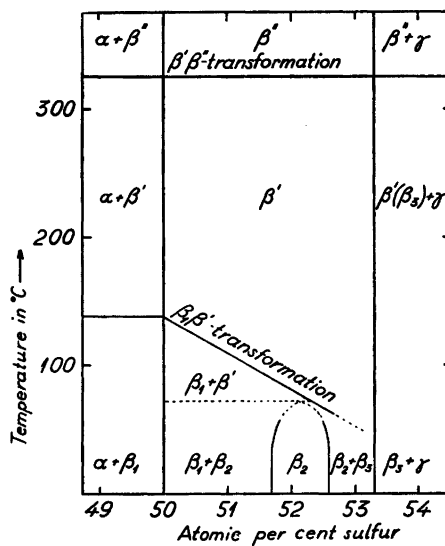 α+β" β" β"+γ
β'β"-transformation
300
α+β' β' β'(β₃)+γ
200
β₁β'-transformation
100
β₁+β'
α+β₁ β₁+β₂ β₂ β₂+β₃ β₃+γ
49 50 51 52 53 54
Atomic per cent sulfur
Temperature in °C →